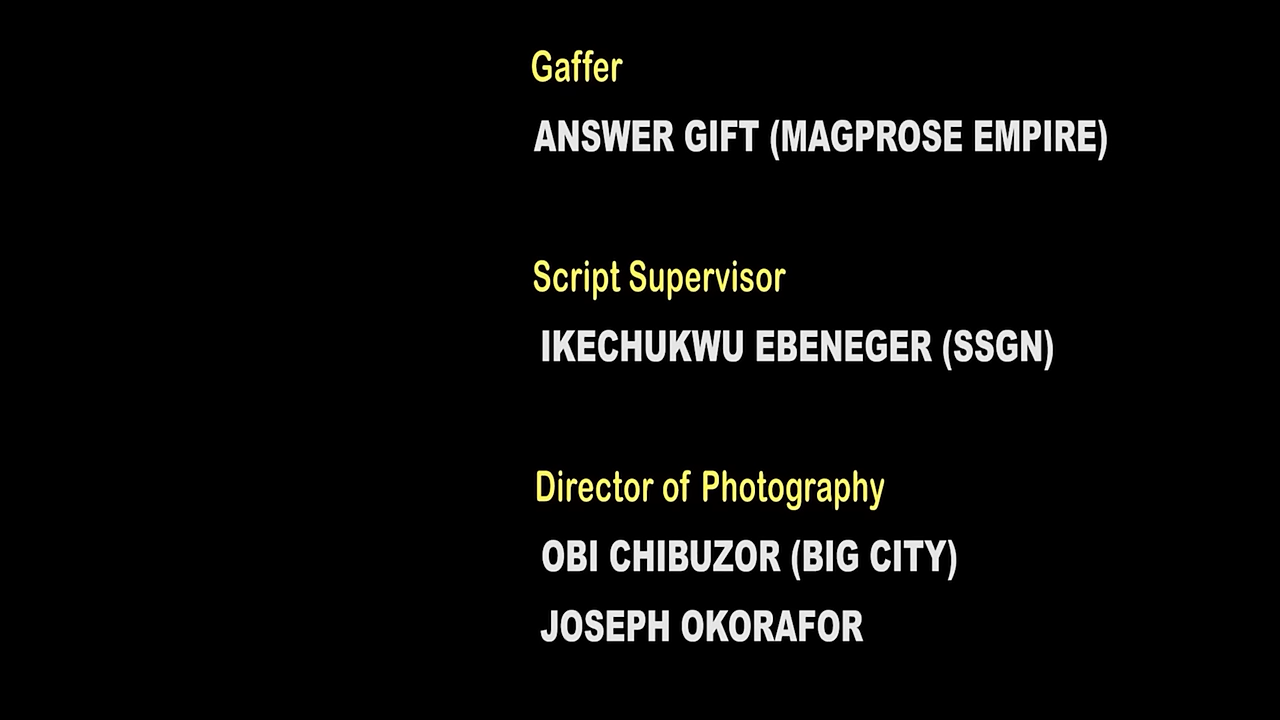 Gaffer
ANSWER GIFT (MAGPROSE EMPIRE)
Script Supervisor
IKECHUKWU EBENEGER (SSGN)
Director of Photography
OBI CHIBUZOR (BIG CITY)
JOSEPH OKORAFOR